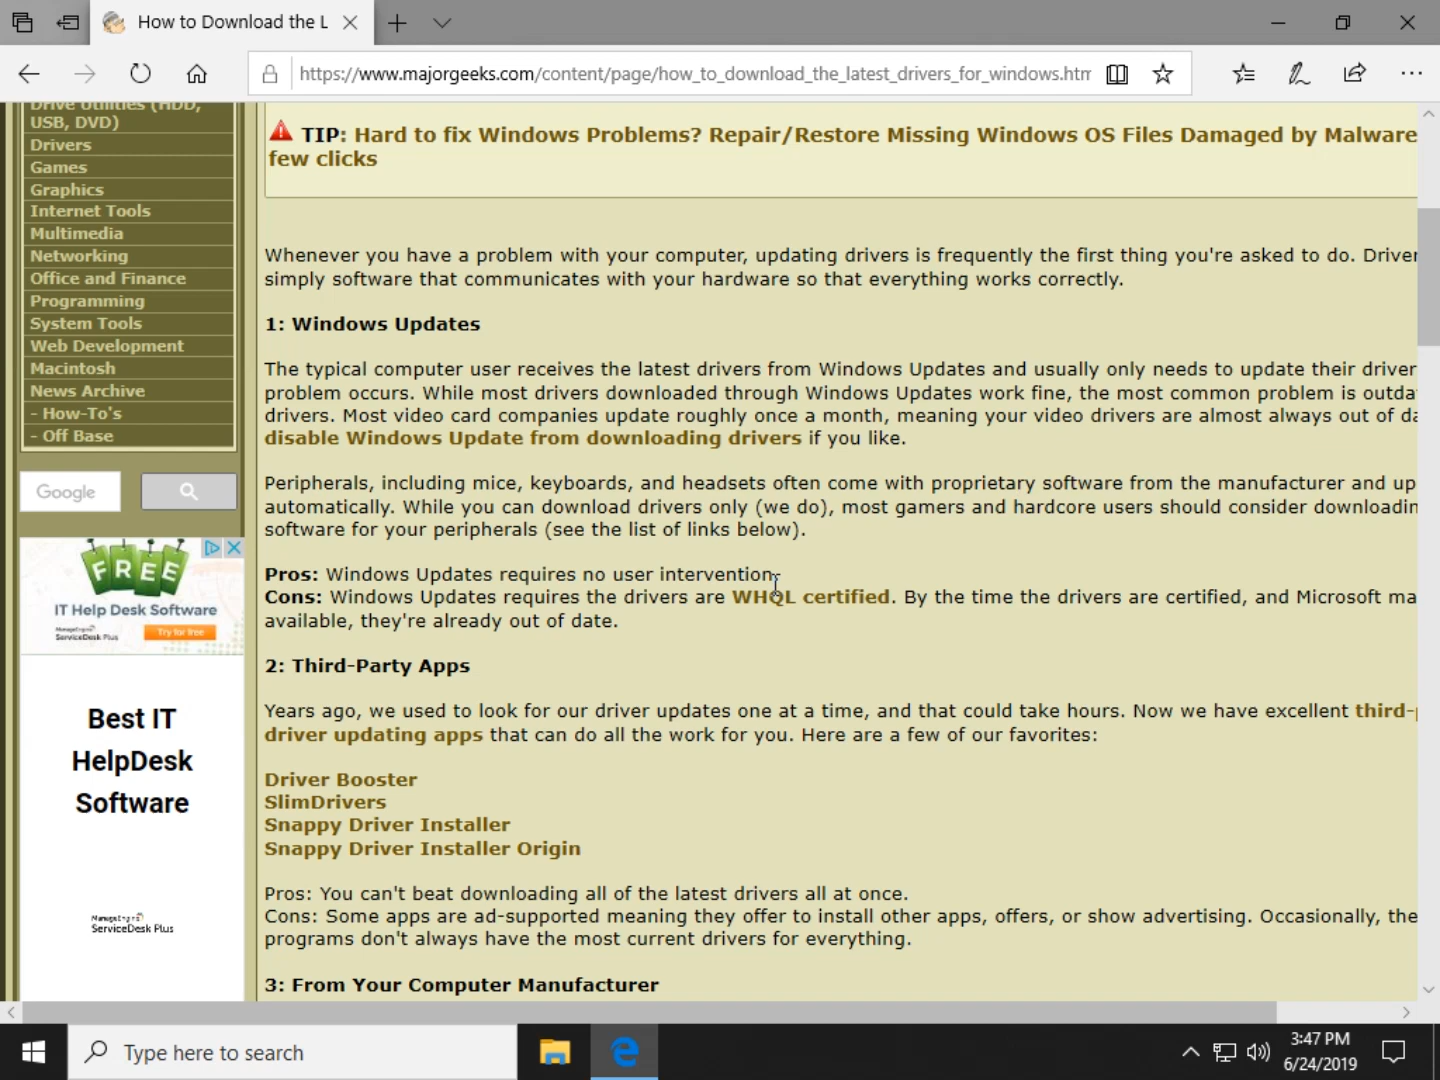 How to Download the L
https://www.majorgeeks.com/content/page/how_to_download_the_latest_drivers_for_windows.htm
Drive Utilities (HDD,
USB, DVD)
Drivers
Games
Graphics
Internet Tools
Multimedia
Networking
Office and Finance
Programming
System Tools
Web Development
Macintosh
News Archive
- How-To's
- Off Base
Google
FREE
IT Help Desk Software
ManageEngine
ServiceDesk Plus
Try for free
Best IT
HelpDesk
Software
ManageEngine
ServiceDesk Plus
TIP: Hard to fix Windows Problems? Repair/Restore Missing Windows OS Files Damaged by Malware
few clicks
Whenever you have a problem with your computer, updating drivers is frequently the first thing you're asked to do. Driver
simply software that communicates with your hardware so that everything works correctly.
1: Windows Updates
The typical computer user receives the latest drivers from Windows Updates and usually only needs to update their driver
problem occurs. While most drivers downloaded through Windows Updates work fine, the most common problem is outda
drivers. Most video card companies update roughly once a month, meaning your video drivers are almost always out of da
disable Windows Update from downloading drivers if you like.
Peripherals, including mice, keyboards, and headsets often come with proprietary software from the manufacturer and up
automatically. While you can download drivers only (we do), most gamers and hardcore users should consider downloadin
software for your peripherals (see the list of links below).
Pros: Windows Updates requires no user intervention.
Cons: Windows Updates requires the drivers are WHQL certified. By the time the drivers are certified, and Microsoft ma
available, they're already out of date.
2: Third-Party Apps
Years ago, we used to look for our driver updates one at a time, and that could take hours. Now we have excellent third-p
driver updating apps that can do all the work for you. Here are a few of our favorites:
Driver Booster
SlimDrivers
Snappy Driver Installer
Snappy Driver Installer Origin
Pros: You can't beat downloading all of the latest drivers all at once.
Cons: Some apps are ad-supported meaning they offer to install other apps, offers, or show advertising. Occasionally, the
programs don't always have the most current drivers for everything.
3: From Your Computer Manufacturer
Type here to search
3:47 PM
6/24/2019